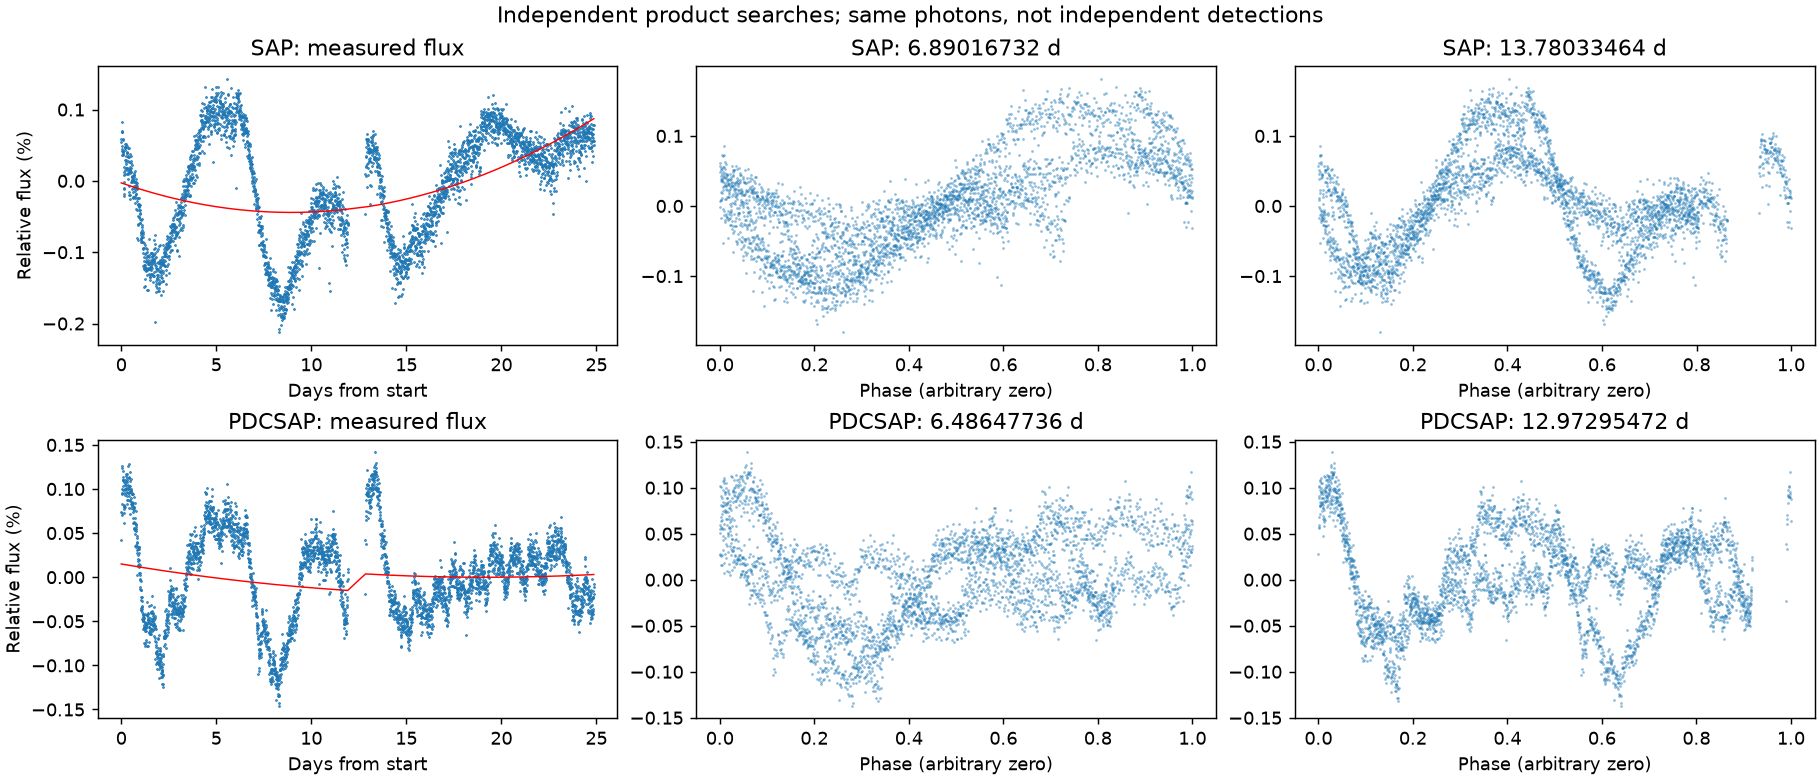 Independent product searches; same photons, not independent detections
SAP: measured flux
SAP: 6.89016732 d
SAP: 13.78033464 d
Relative flux (%)
0.1
0.0
−0.1
−0.2
0.1
0.0
−0.1
0.1
0.0
−0.1
0 5 10 15 20 25
0.0 0.2 0.4 0.6 0.8 1.0
0.0 0.2 0.4 0.6 0.8 1.0
Days from start
Phase (arbitrary zero)
Phase (arbitrary zero)
PDCSAP: measured flux
PDCSAP: 6.48647736 d
PDCSAP: 12.97295472 d
Relative flux (%)
0.15
0.10
0.05
0.00
−0.05
−0.10
−0.15
0.15
0.10
0.05
0.00
−0.05
−0.10
−0.15
0.15
0.10
0.05
0.00
−0.05
−0.10
−0.15
0 5 10 15 20 25
0.0 0.2 0.4 0.6 0.8 1.0
0.0 0.2 0.4 0.6 0.8 1.0
Days from start
Phase (arbitrary zero)
Phase (arbitrary zero)